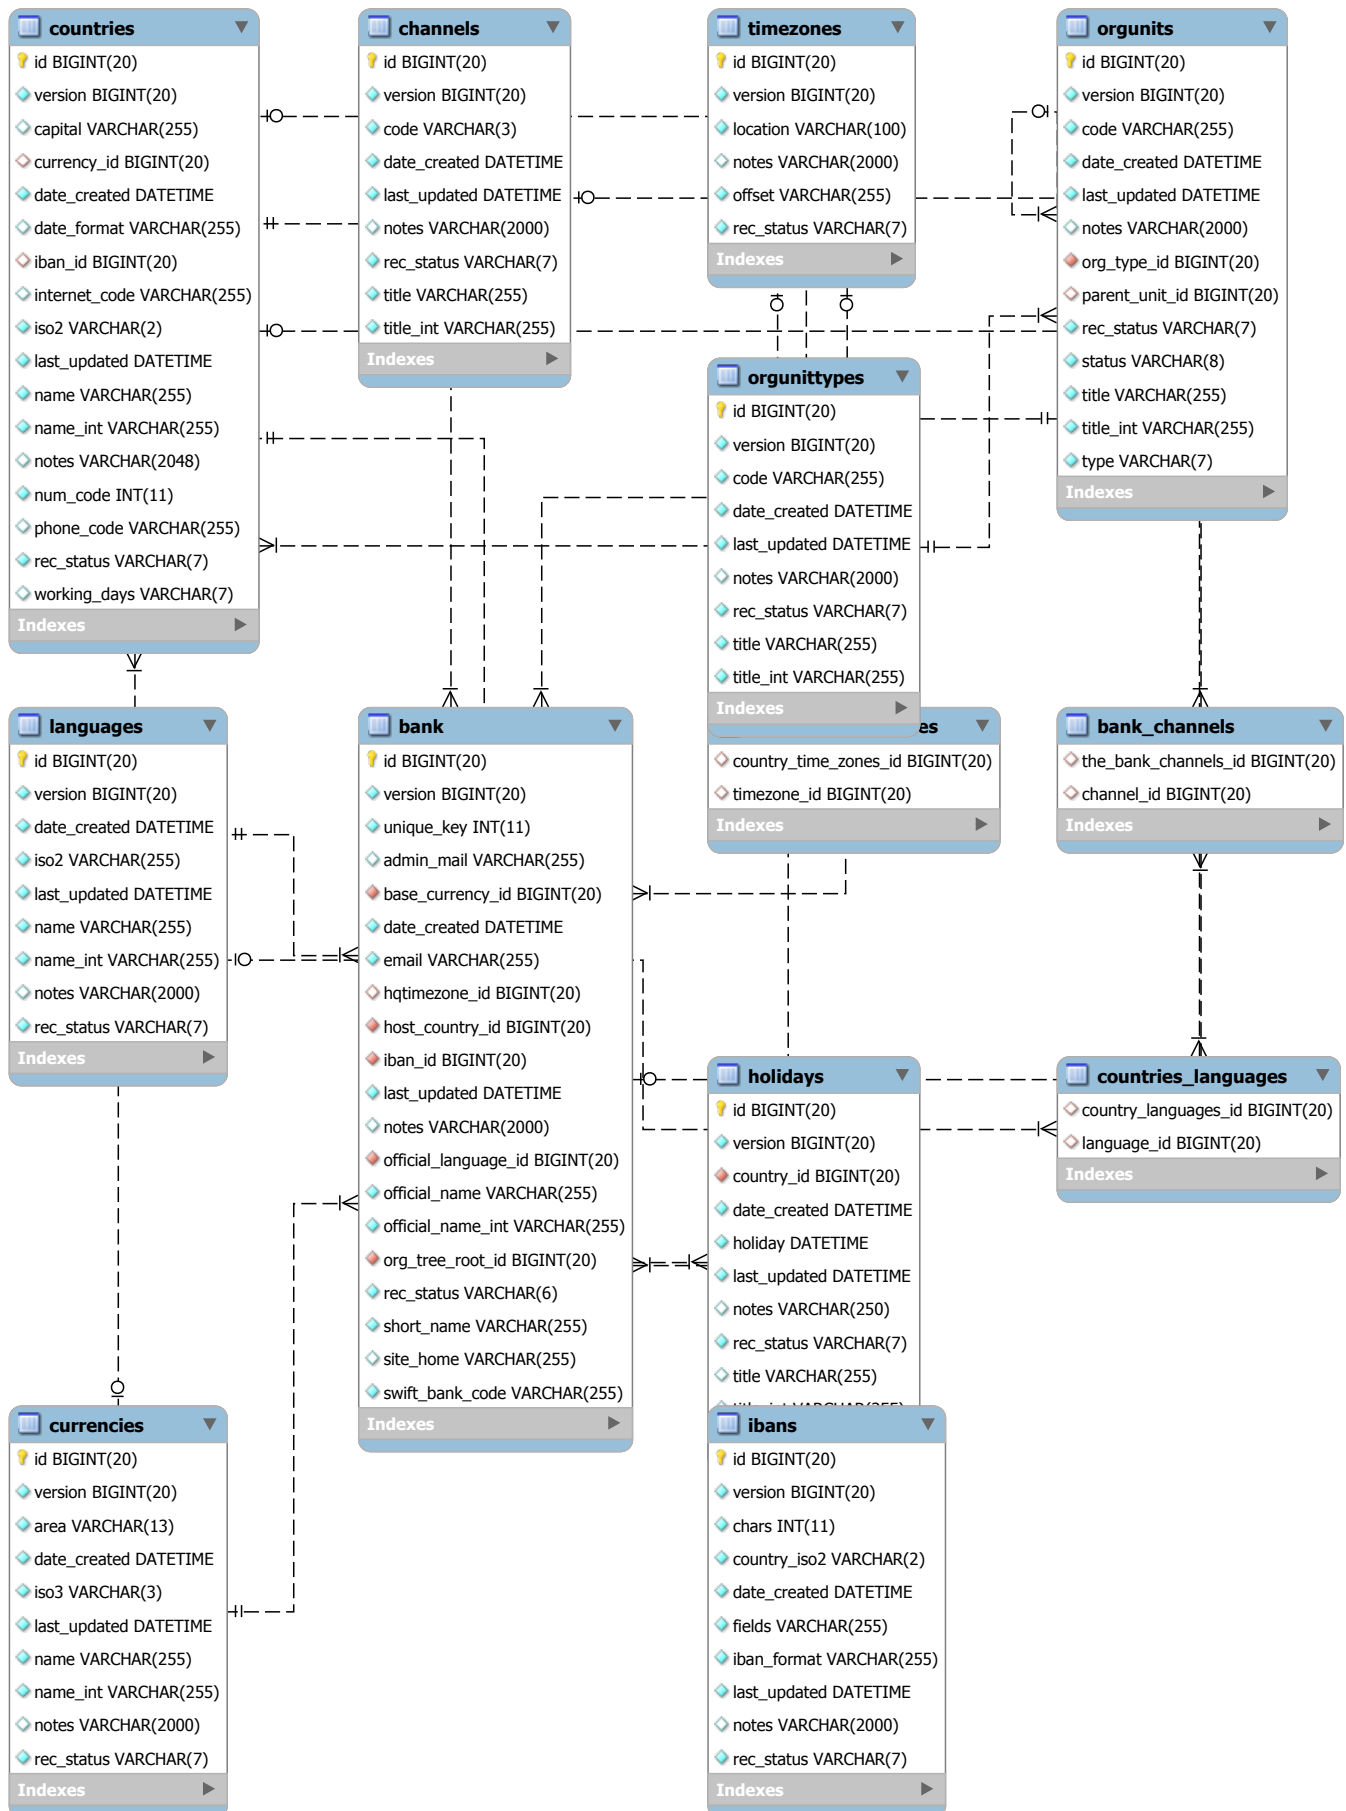 countries
id BIGINT(20)
version BIGINT(20)
capital VARCHAR(255)
currency_id BIGINT(20)
date_created DATETIME
date_format VARCHAR(255)
iban_id BIGINT(20)
internet_code VARCHAR(255)
iso2 VARCHAR(2)
last_updated DATETIME
name VARCHAR(255)
name_int VARCHAR(255)
notes VARCHAR(2048)
num_code INT(11)
phone_code VARCHAR(255)
rec_status VARCHAR(7)
working_days VARCHAR(7)
Indexes
channels
id BIGINT(20)
version BIGINT(20)
code VARCHAR(3)
date_created DATETIME
last_updated DATETIME
notes VARCHAR(2000)
rec_status VARCHAR(7)
title VARCHAR(255)
title_int VARCHAR(255)
Indexes
timezones
id BIGINT(20)
version BIGINT(20)
location VARCHAR(100)
notes VARCHAR(2000)
offset VARCHAR(255)
rec_status VARCHAR(7)
Indexes
orgunits
id BIGINT(20)
version BIGINT(20)
code VARCHAR(255)
date_created DATETIME
last_updated DATETIME
notes VARCHAR(2000)
org_type_id BIGINT(20)
parent_unit_id BIGINT(20)
rec_status VARCHAR(7)
status VARCHAR(8)
title VARCHAR(255)
title_int VARCHAR(255)
type VARCHAR(7)
Indexes
orgunittypes
id BIGINT(20)
version BIGINT(20)
code VARCHAR(255)
date_created DATETIME
last_updated DATETIME
notes VARCHAR(2000)
rec_status VARCHAR(7)
title VARCHAR(255)
title_int VARCHAR(255)
Indexes
languages
id BIGINT(20)
version BIGINT(20)
date_created DATETIME
iso2 VARCHAR(255)
last_updated DATETIME
name VARCHAR(255)
name_int VARCHAR(255)
notes VARCHAR(2000)
rec_status VARCHAR(7)
Indexes
bank
id BIGINT(20)
version BIGINT(20)
unique_key INT(11)
admin_mail VARCHAR(255)
base_currency_id BIGINT(20)
date_created DATETIME
email VARCHAR(255)
hqtimezone_id BIGINT(20)
host_country_id BIGINT(20)
iban_id BIGINT(20)
last_updated DATETIME
notes VARCHAR(2000)
official_language_id BIGINT(20)
official_name VARCHAR(255)
official_name_int VARCHAR(255)
org_tree_root_id BIGINT(20)
rec_status VARCHAR(6)
short_name VARCHAR(255)
site_home VARCHAR(255)
swift_bank_code VARCHAR(255)
Indexes
es
country_time_zones_id BIGINT(20)
timezone_id BIGINT(20)
Indexes
bank_channels
the_bank_channels_id BIGINT(20)
channel_id BIGINT(20)
Indexes
holidays
id BIGINT(20)
version BIGINT(20)
country_id BIGINT(20)
date_created DATETIME
holiday DATETIME
last_updated DATETIME
notes VARCHAR(250)
rec_status VARCHAR(7)
title VARCHAR(255)
countries_languages
country_languages_id BIGINT(20)
language_id BIGINT(20)
Indexes
currencies
id BIGINT(20)
version BIGINT(20)
area VARCHAR(13)
date_created DATETIME
iso3 VARCHAR(3)
last_updated DATETIME
name VARCHAR(255)
name_int VARCHAR(255)
notes VARCHAR(2000)
rec_status VARCHAR(7)
Indexes
ibans
id BIGINT(20)
version BIGINT(20)
chars INT(11)
country_iso2 VARCHAR(2)
date_created DATETIME
fields VARCHAR(255)
iban_format VARCHAR(255)
last_updated DATETIME
notes VARCHAR(2000)
rec_status VARCHAR(7)
Indexes